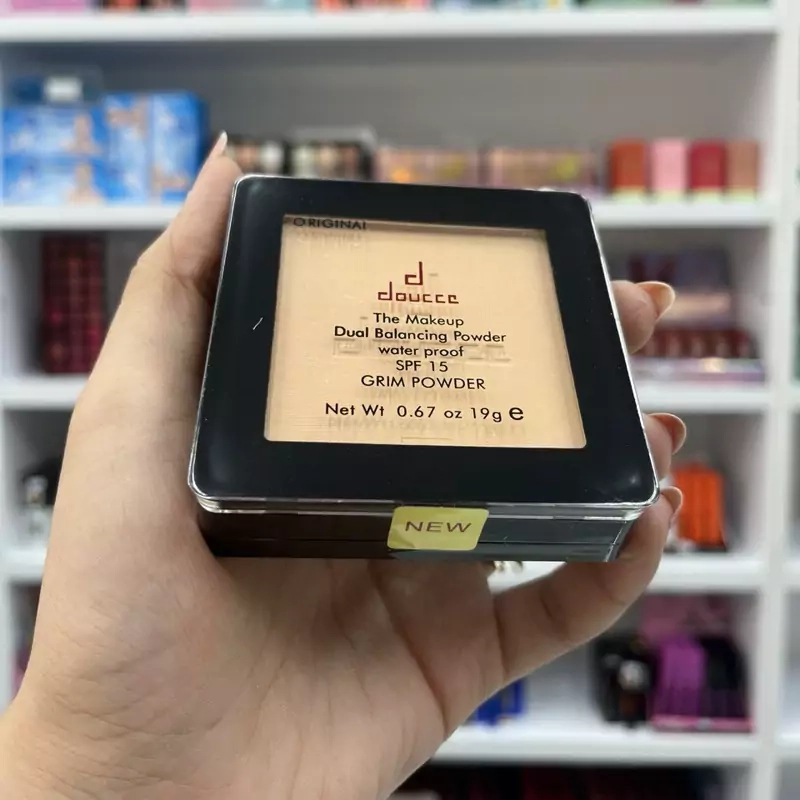 ORIGINAL
d
doucce
The Makeup
Dual Balancing Powder
water proof
SPF 15
GRIM POWDER
Net Wt 0.67 oz 19g e
NEW